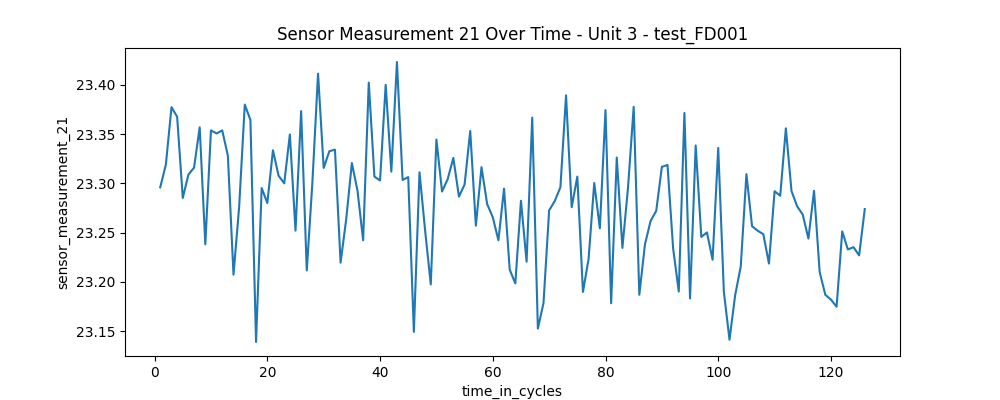 Sensor Measurement 21 Over Time - Unit 3 - test_FD001
sensor_measurement_21
23.40
23.35
23.30
23.25
23.20
23.15
0 20 40 60 80 100 120
time_in_cycles